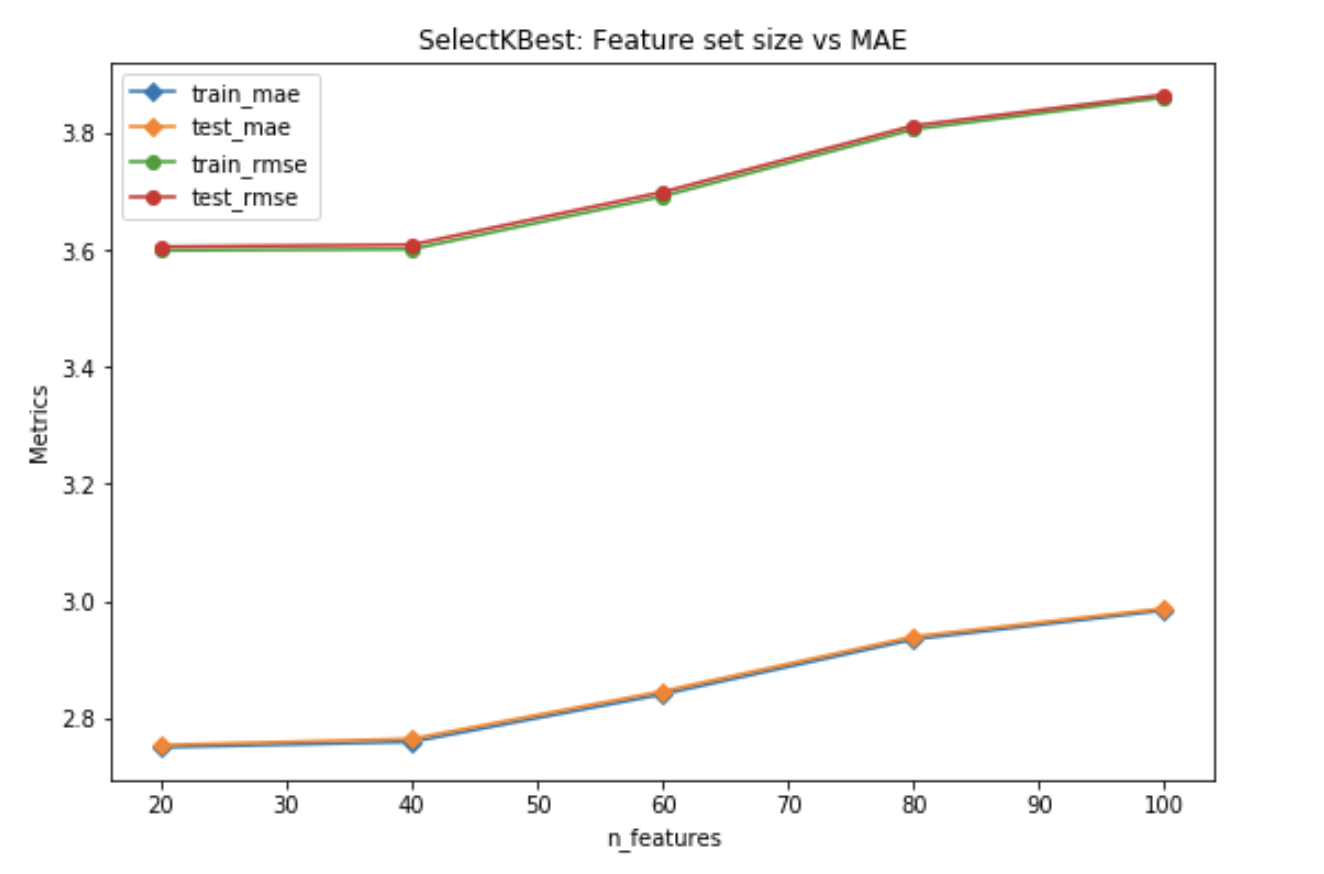 SelectKBest: Feature set size vs MAE
train_mae
test_mae
train_rmse
test_rmse
3.8
3.6
3.4
3.2
3.0
2.8
Metrics
20 30 40 50 60 70 80 90 100
n_features